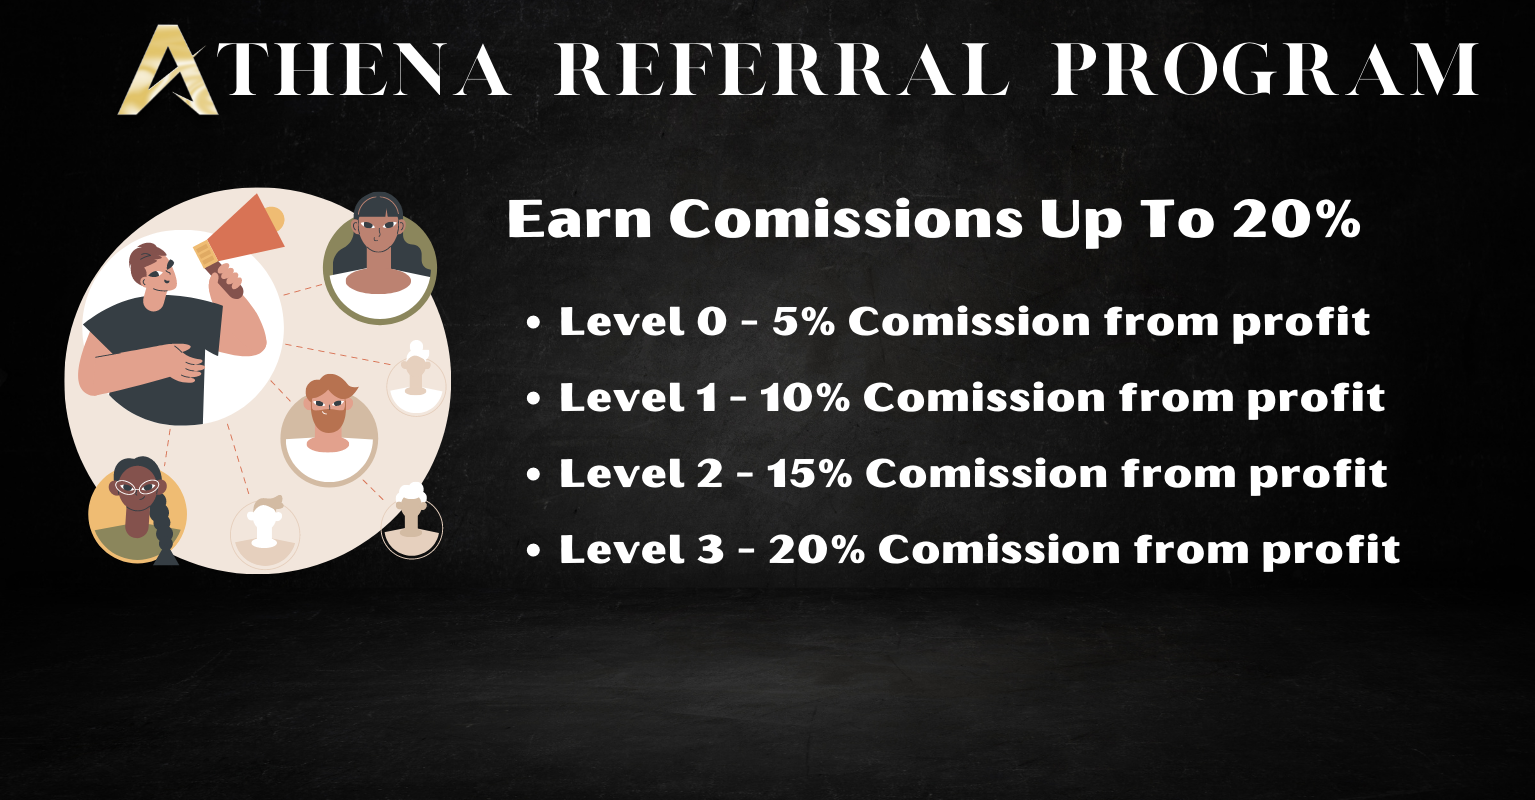 ATHENA REFERRAL PROGRAM
Earn Comissions Up To 20%
• Level 0 - 5% Comission from profit
• Level 1 - 10% Comission from profit
• Level 2 - 15% Comission from profit
• Level 3 - 20% Comission from profit